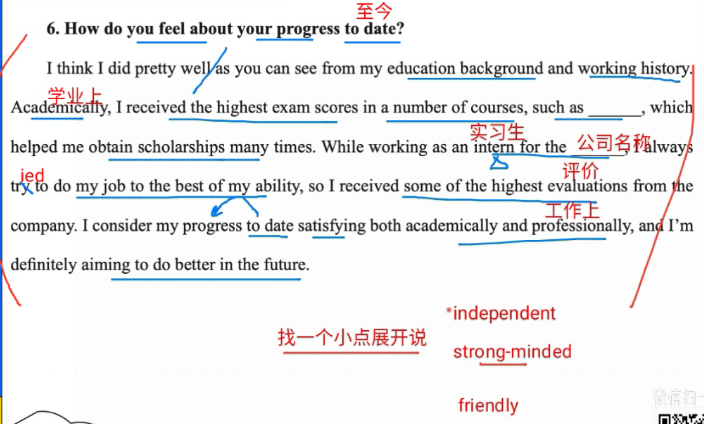 至今
6. How do you feel about your progress to date?
I think I did pretty well as you can see from my education background and working history.
学业上
Academically, I received the highest exam scores in a number of courses, such as ______, which
实习生 公司名称
helped me obtain scholarships many times. While working as an intern for the ______, I always
ied 评价
try to do my job to the best of my ability, so I received some of the highest evaluations from the
工作上
company. I consider my progress to date satisfying both academically and professionally, and I'm
definitely aiming to do better in the future.
*independent
找一个小点展开说
strong-minded
friendly
微信扫一